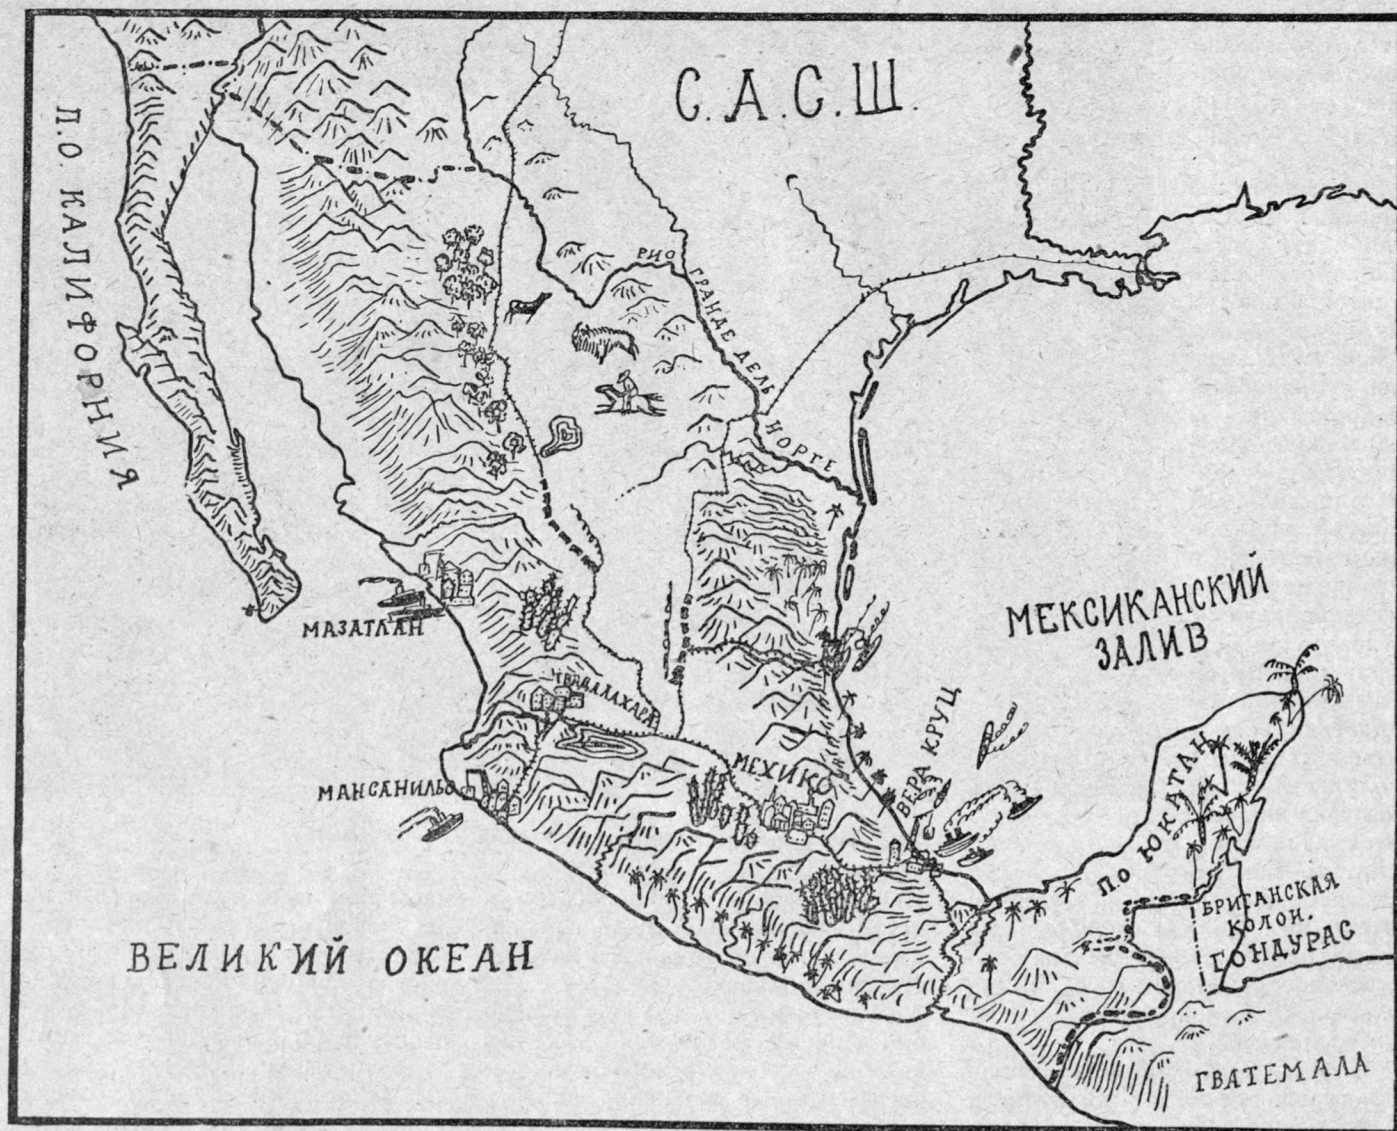 С.А.С.Ш.
П.О. КАЛИФОРНИЯ
РИО ГРАНДЕ ДЕЛЬ НОРГЕ
МЕКСИКАНСКИЙ
ЗАЛИВ
МАЗАТЛАН
ГВАДАЛАХАРА
МАНСАНИЛЬО
МЕХИКО
ВЕРА КРУЦ
П.О ЮКАТАН
БРИТАНСКАЯ
КОЛОН.
ГОНДУРАС
ВЕЛИКИЙ ОКЕАН
ГВАТЕМАЛА